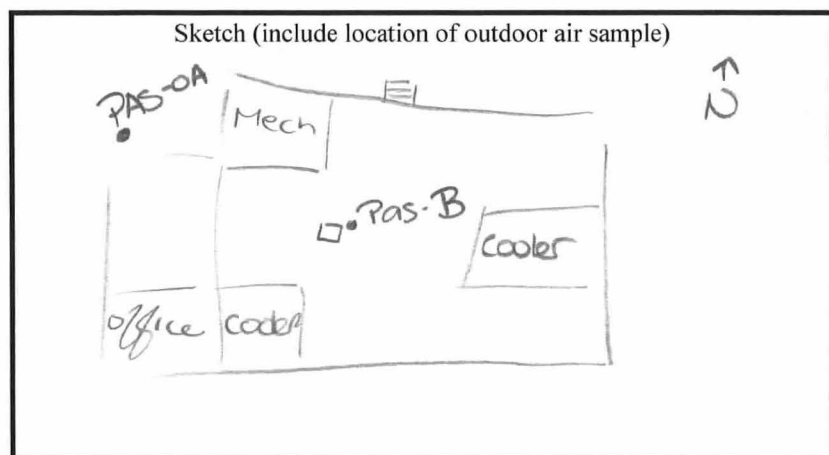 Sketch (include location of outdoor air sample)
PAS-OA
Mech
N
Pas-B
Cooler
office
Cooler